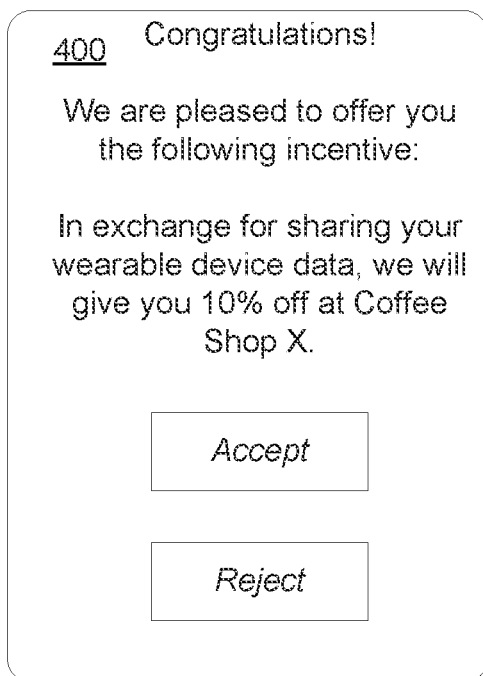 400 Congratulations!
We are pleased to offer you
the following incentive:
In exchange for sharing your
wearable device data, we will
give you 10% off at Coffee
Shop X.
Accept
Reject